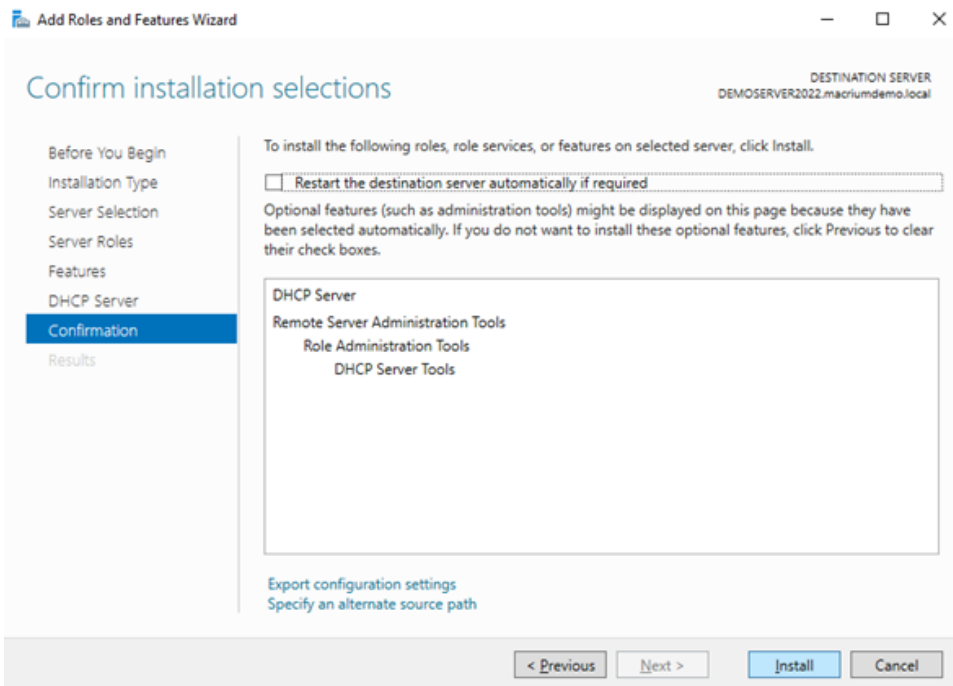 Add Roles and Features Wizard
Confirm installation selections
DESTINATION SERVER
DEMOSERVER2022.macriumdemo.local
Before You Begin
Installation Type
Server Selection
Server Roles
Features
DHCP Server
Confirmation
Results
To install the following roles, role services, or features on selected server, click Install.
Restart the destination server automatically if required
Optional features (such as administration tools) might be displayed on this page because they have
been selected automatically. If you do not want to install these optional features, click Previous to clear
their check boxes.
DHCP Server
Remote Server Administration Tools
Role Administration Tools
DHCP Server Tools
Export configuration settings
Specify an alternate source path
< Previous
Next >
Install
Cancel